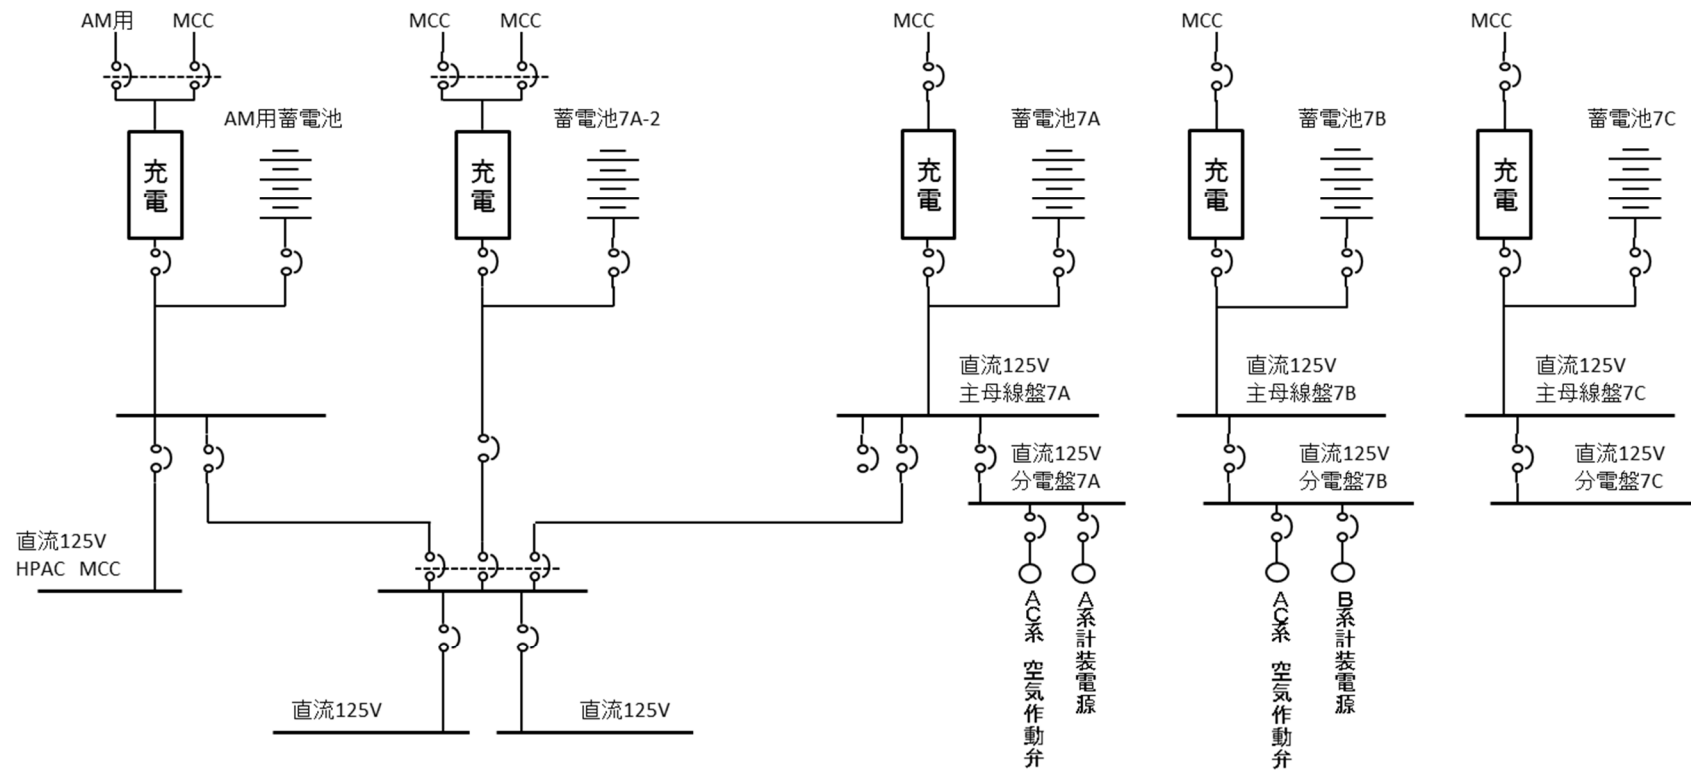 AM用
MCC
MCC
MCC
MCC
MCC
MCC
AM用蓄電池
蓄電池7A-2
蓄電池7A
蓄電池7B
蓄電池7C
充電
充電
充電
充電
充電
直流125V
主母線盤7A
直流125V
主母線盤7B
直流125V
主母線盤7C
直流125V
分電盤7A
直流125V
分電盤7B
直流125V
分電盤7C
直流125V
HPAC MCC
AC系 空気作動弁
A系計装電源
AC系 空気作動弁
B系計装電源
直流125V
直流125V